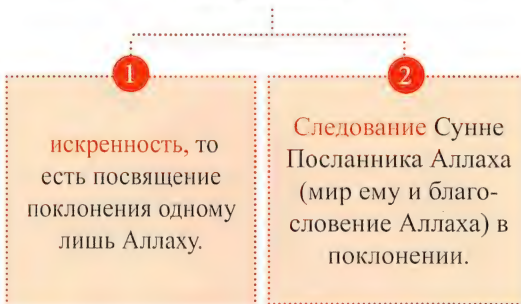 1
искренность, то
есть посвящение
поклонения одному
лишь Аллаху.
2
Следование Сунне
Посланника Аллаха
(мир ему и благо-
словение Аллаха) в
поклонении.